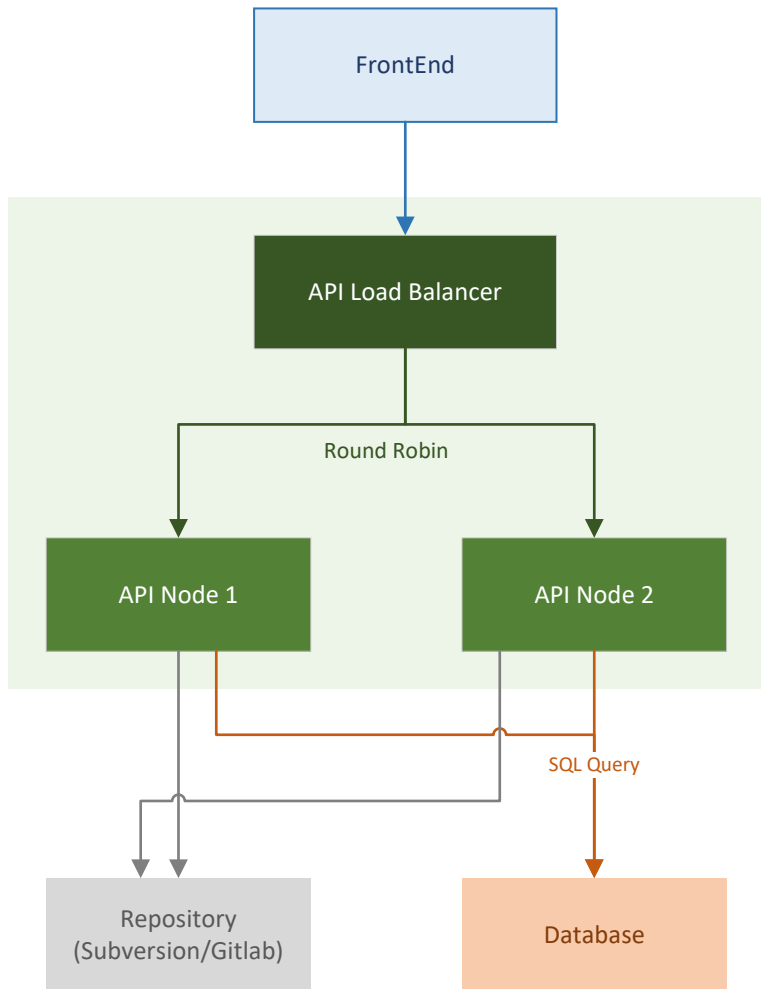 FrontEnd
API Load Balancer
Round Robin
API Node 1
API Node 2
SQL Query
Repository
(Subversion/Gitlab)
Database